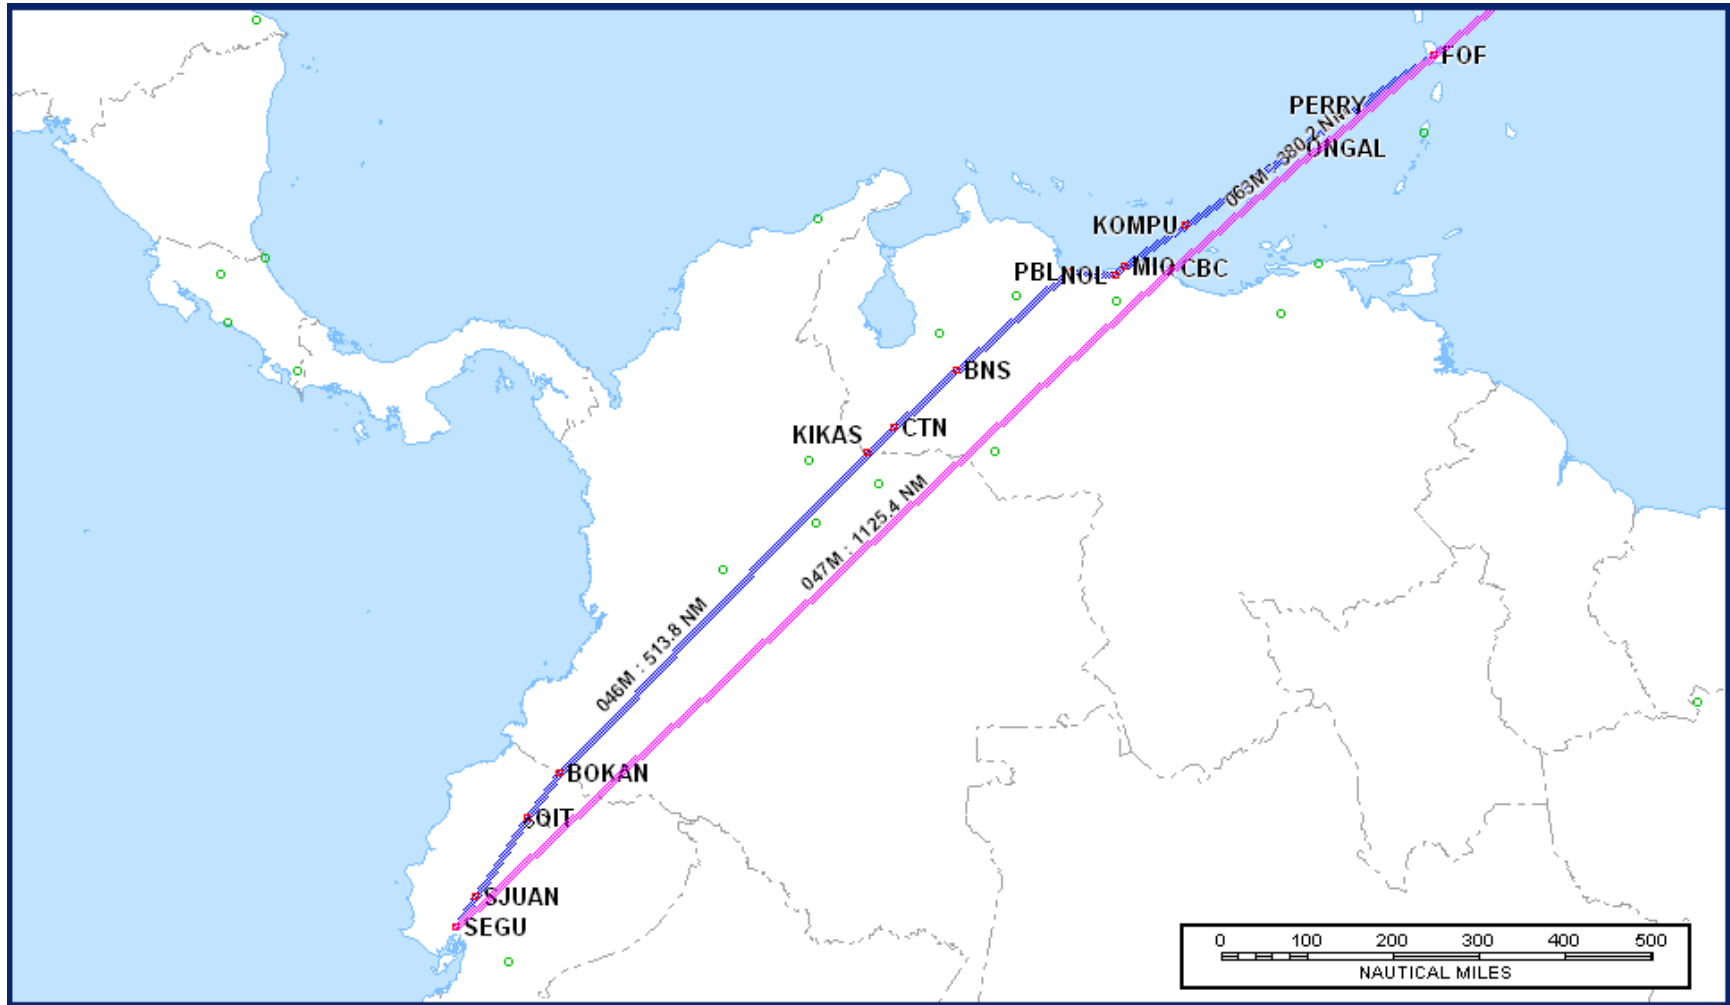 FOF
PERRY
ONGAL
063M : 380.2 NM
KOMPU
PBL
NOL
MIQ
CBC
BNS
CTN
KIKAS
047M : 1125.4 NM
046M : 513.8 NM
BOKAN
QIT
SJUAN
SEGU
0 100 200 300 400 500
NAUTICAL MILES